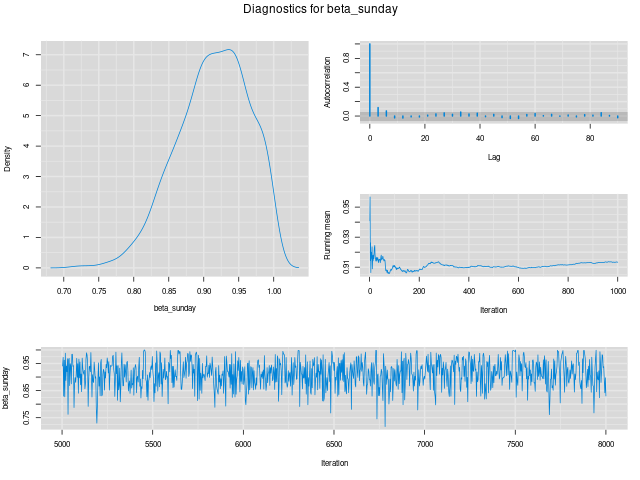 Diagnostics for beta_sunday
Density
0 1 2 3 4 5 6 7
0.70 0.75 0.80 0.85 0.90 0.95 1.00
beta_sunday
Autocorrelation
0.0 0.4 0.8
0 20 40 60 80
Lag
Running mean
0.91 0.93 0.95
0 200 400 600 800 1000
Iteration
beta_sunday
0.75 0.85 0.95
5000 5500 6000 6500 7000 7500 8000
Iteration